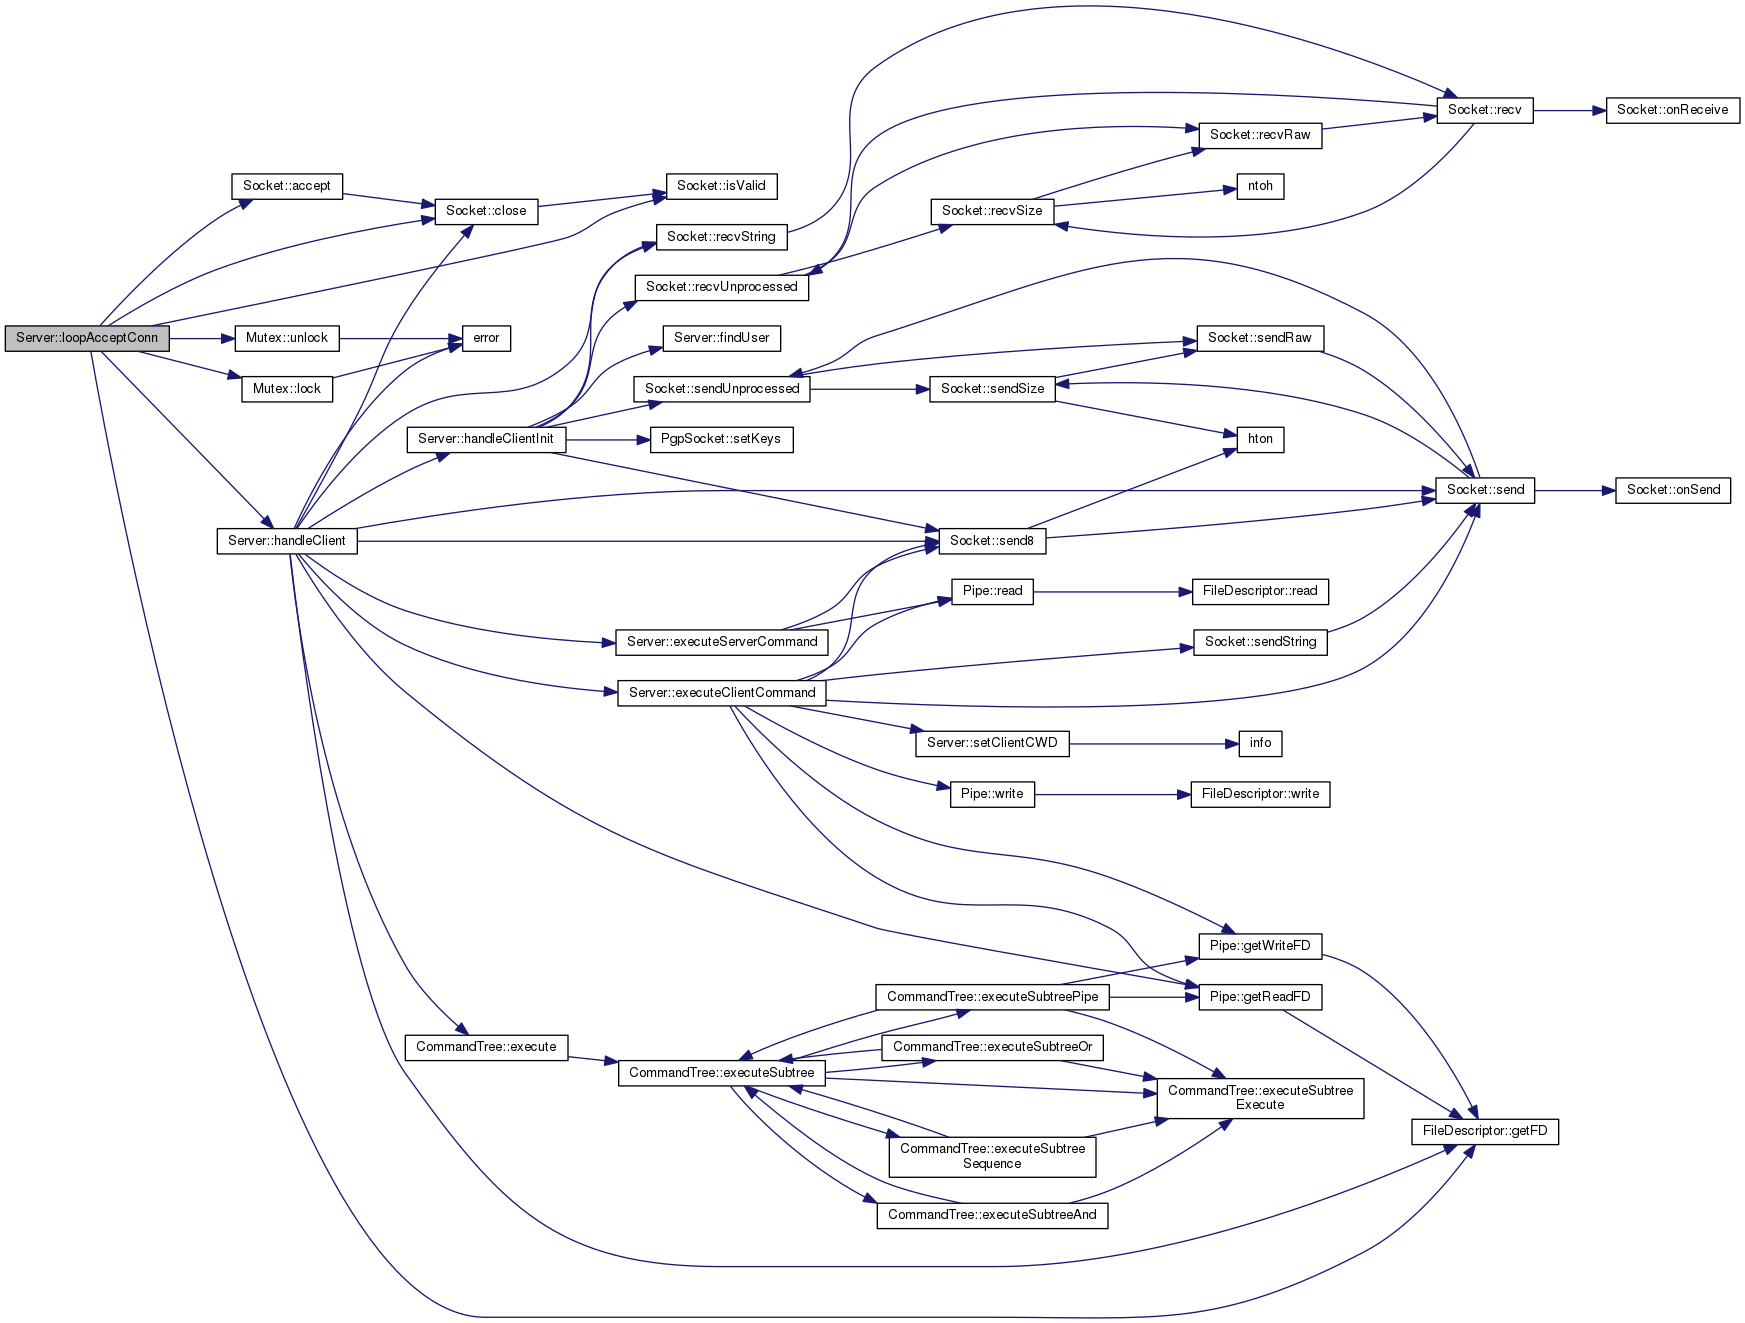 Socket::recv
Socket::onReceive
Socket::recvRaw
Socket::accept
Socket::isValid
ntoh
Socket::close
Socket::recvSize
Socket::recvString
Socket::recvUnprocessed
Server::loopAcceptConn
Mutex::unlock
error
Server::findUser
Socket::sendRaw
Mutex::lock
Socket::sendUnprocessed
Socket::sendSize
Server::handleClientInit
PgpSocket::setKeys
hton
Socket::send
Socket::onSend
Server::handleClient
Socket::send8
Pipe::read
FileDescriptor::read
Server::executeServerCommand
Socket::sendString
Server::executeClientCommand
Server::setClientCWD
info
Pipe::write
FileDescriptor::write
Pipe::getWriteFD
CommandTree::executeSubtreePipe
Pipe::getReadFD
CommandTree::execute
CommandTree::executeSubtreeOr
CommandTree::executeSubtree
CommandTree::executeSubtree
Execute
FileDescriptor::getFD
CommandTree::executeSubtree
Sequence
CommandTree::executeSubtreeAnd